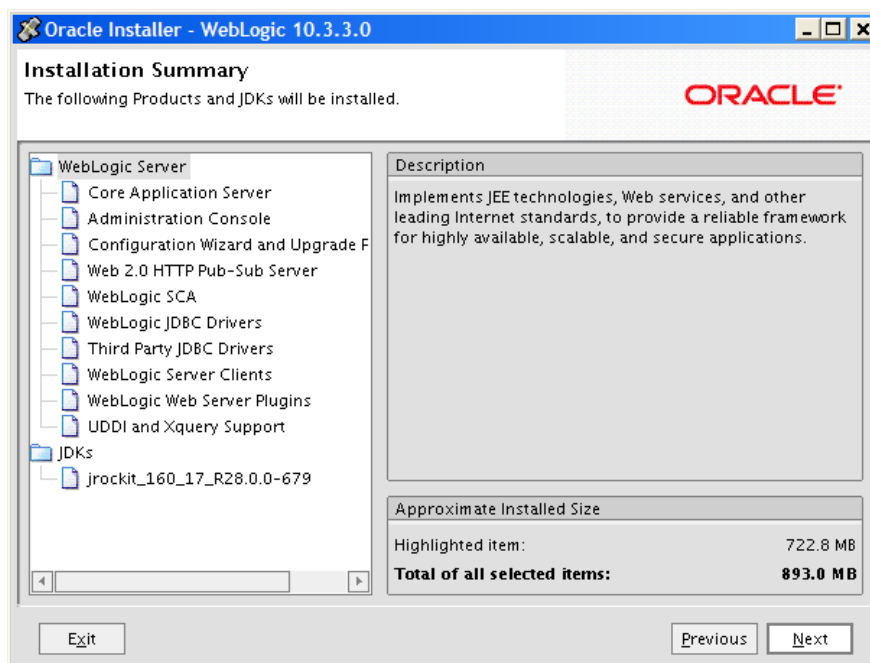 Oracle Installer - WebLogic 10.3.3.0
Installation Summary
The following Products and JDKs will be installed.
ORACLE
WebLogic Server
Core Application Server
Administration Console
Configuration Wizard and Upgrade F
Web 2.0 HTTP Pub-Sub Server
WebLogic SCA
WebLogic JDBC Drivers
Third Party JDBC Drivers
WebLogic Server Clients
WebLogic Web Server Plugins
UDDI and Xquery Support
JDKs
jrockit_160_17_R28.0.0-679
Description
Implements JEE technologies, Web services, and other
leading Internet standards, to provide a reliable framework
for highly available, scalable, and secure applications.
Approximate Installed Size
Highlighted item: 722.8 MB
Total of all selected items: 893.0 MB
Exit
Previous
Next